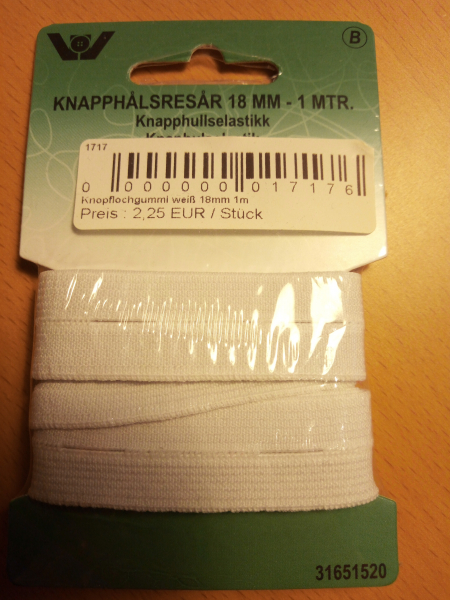 B
KNAPPHÅLSRESÅR 18 MM - 1 MTR.
Knapphullselastikk
1717
0 000000 017176
Knopflochgummi weiß 18mm 1m
Preis : 2,25 EUR / Stück
31651520